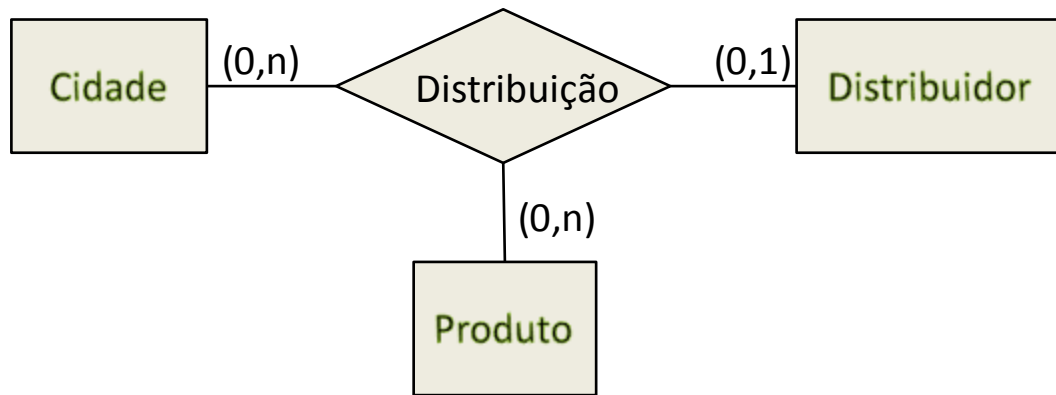 (0,n)
(0,1)
Cidade
Distribuição
Distribuidor
(0,n)
Produto